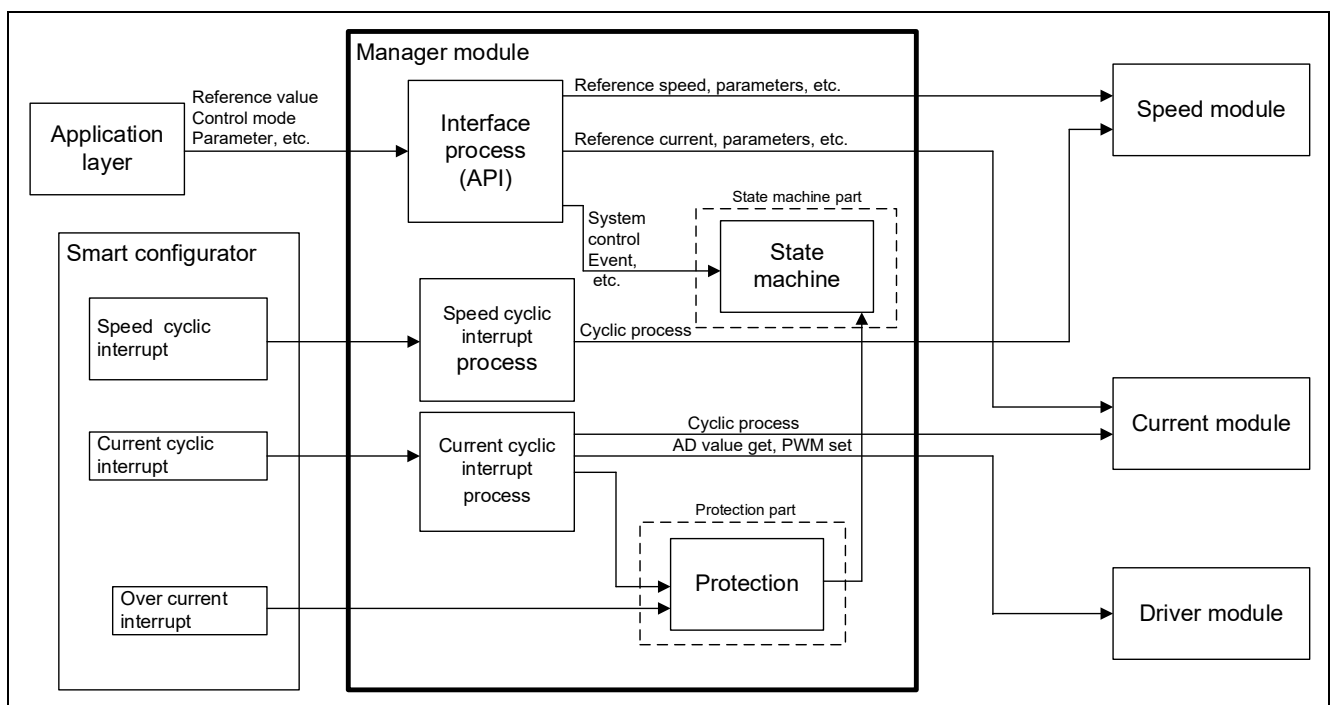 Manager module
Application
layer
Reference value
Control mode
Parameter, etc.
Interface
process
(API)
Reference speed, parameters, etc.
Reference current, parameters, etc.
System
control
Event,
etc.
State machine part
State
machine
Speed module
Smart configurator
Speed cyclic
interrupt
Speed cyclic
interrupt
process
Cyclic process
Current cyclic
interrupt
Current cyclic
interrupt
process
Cyclic process
AD value get, PWM set
Current module
Protection part
Protection
Over current
interrupt
Driver module